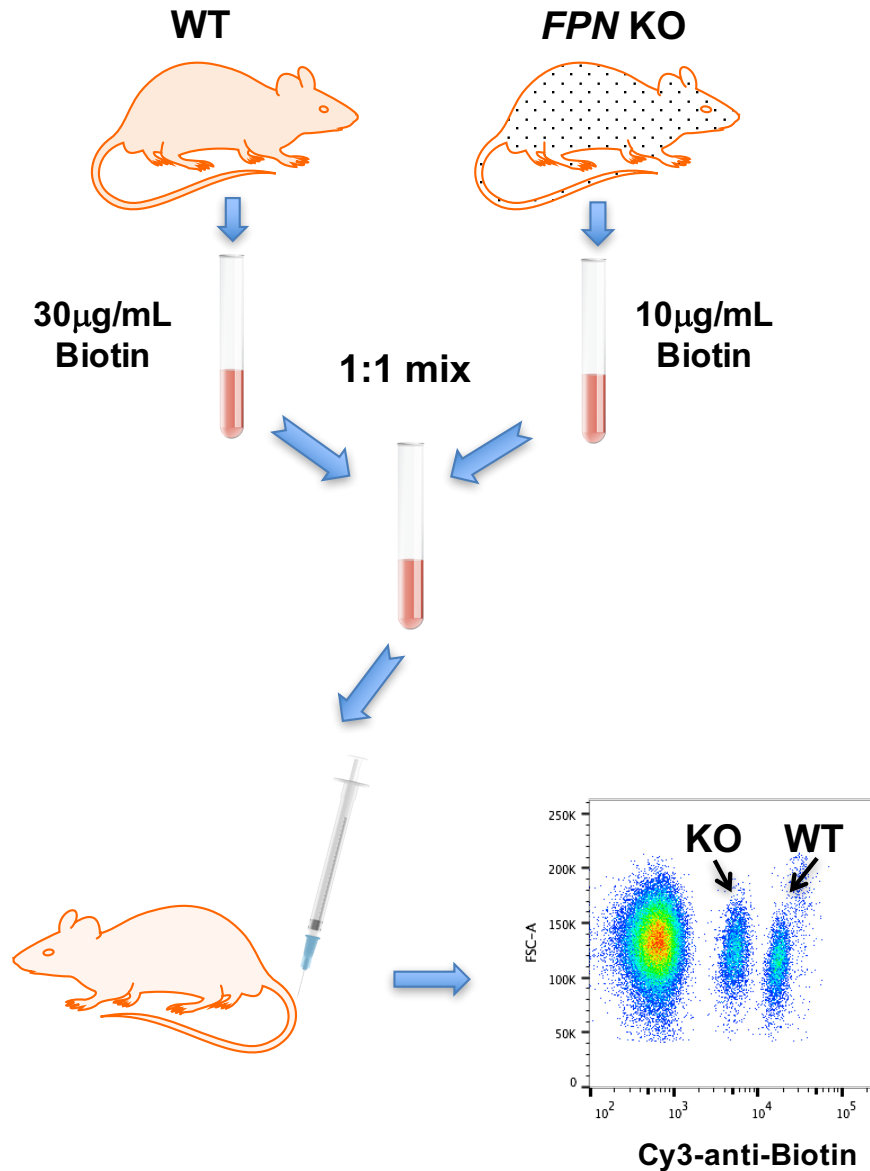 WT
FPN KO
30μg/mL
Biotin
10μg/mL
Biotin
1:1 mix
KO
WT
250K
200K
150K
100K
50K
0
FSC-A
10²
10³
10⁴
10⁵
Cy3-anti-Biotin